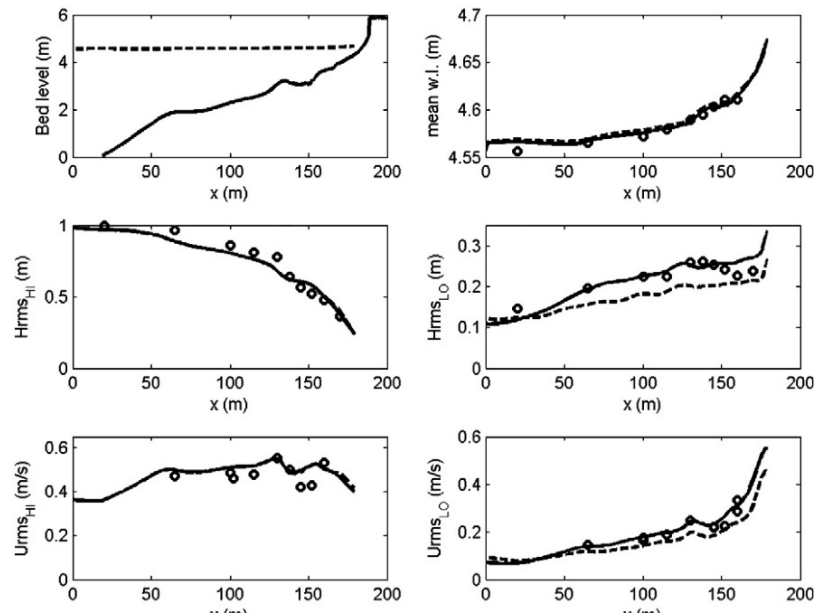 Bed level (m)
6
4
2
0
0 50 100 150 200
x (m)
mean w.l. (m)
4.7
4.65
4.6
4.55
0 50 100 150 200
x (m)
Hrms_HI (m)
1
0.5
0
0 50 100 150 200
x (m)
Hrms_LO (m)
0.3
0.2
0.1
0
0 50 100 150 200
x (m)
Urms_HI (m/s)
0.6
0.4
0.2
0
0 50 100 150 200
x (m)
Urms_LO (m/s)
0.6
0.4
0.2
0
0 50 100 150 200
x (m)